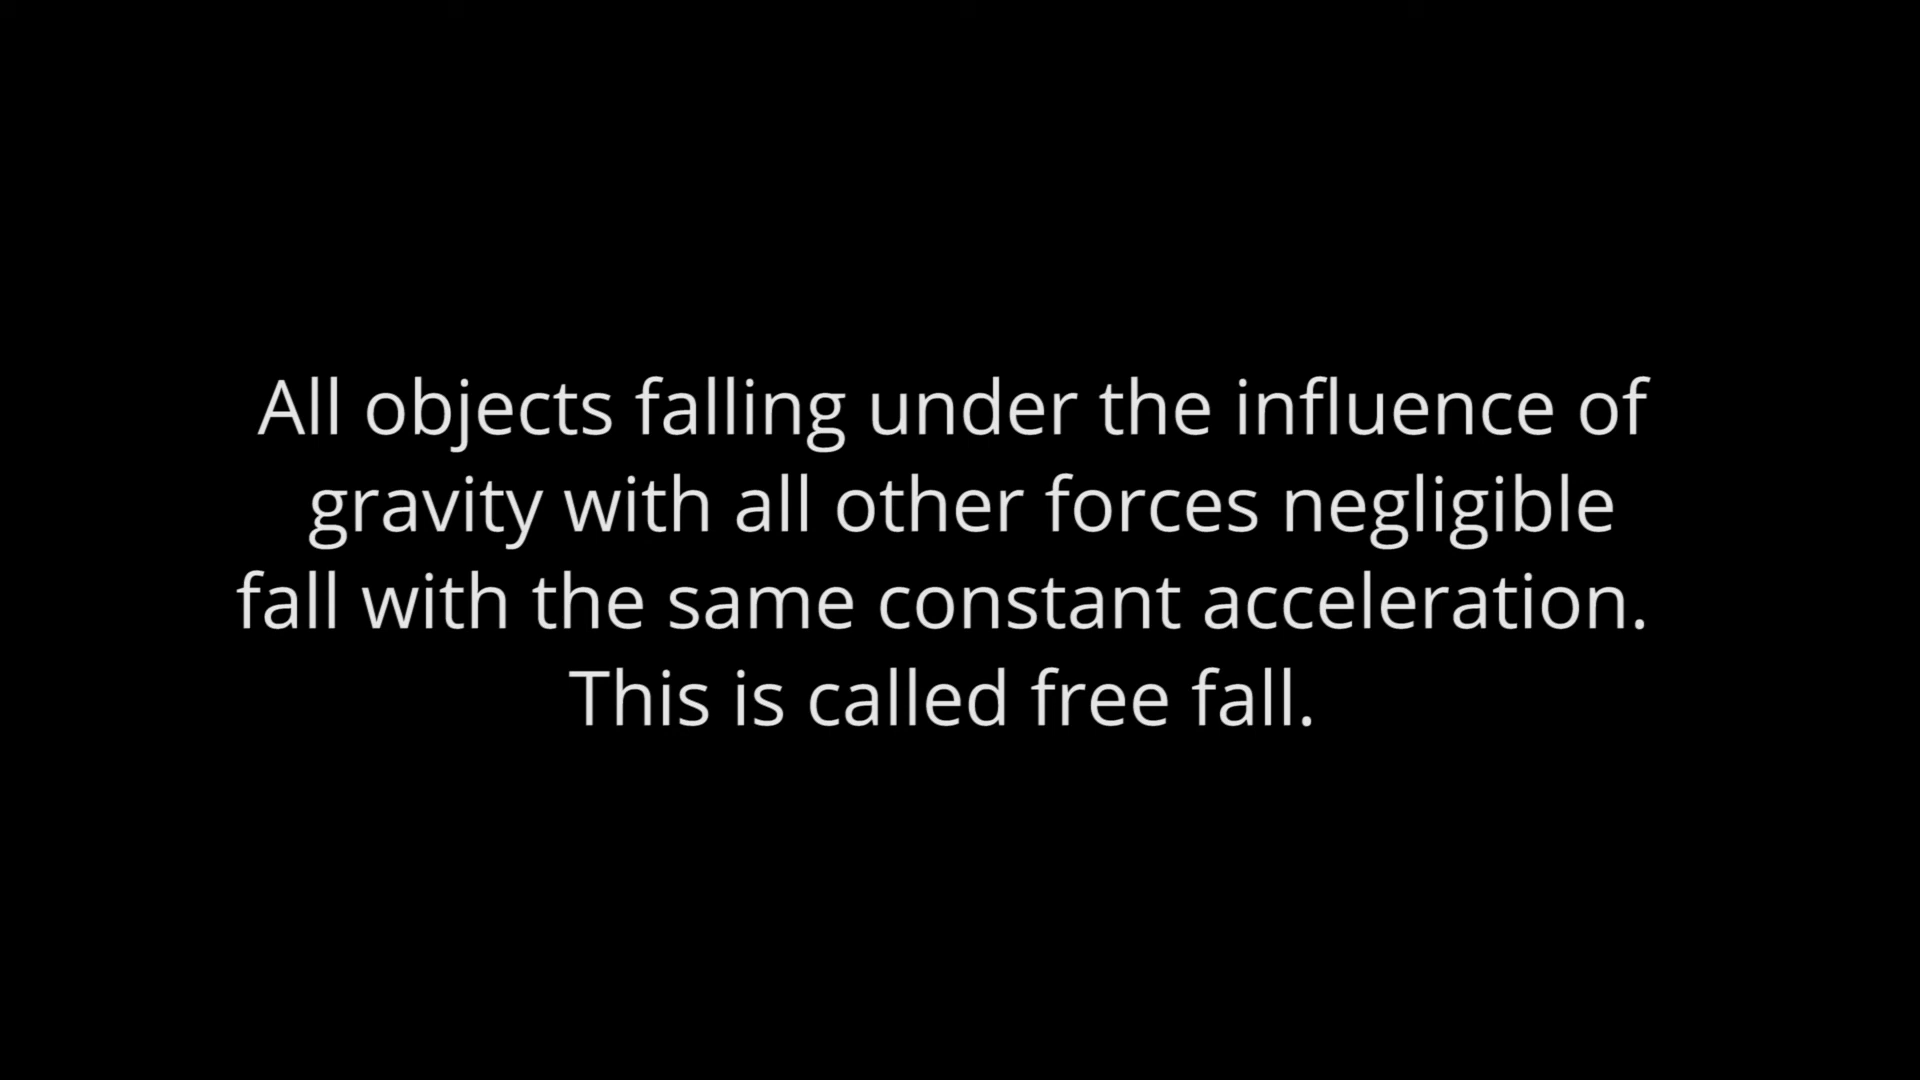 All objects falling under the influence of
gravity with all other forces negligible
fall with the same constant acceleration.
This is called free fall.